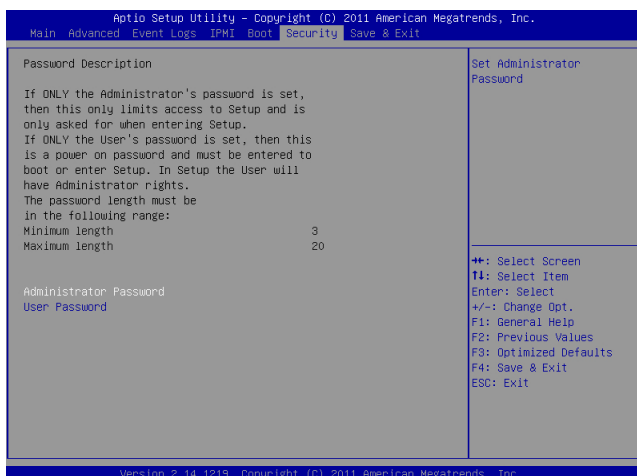 Aptio Setup Utility – Copyright (C) 2011 American Megatrends, Inc.
Main Advanced Event Logs IPMI Boot Security Save & Exit
Password Description
If ONLY the Administrator's password is set,
then this only limits access to Setup and is
only asked for when entering Setup.
If ONLY the User's password is set, then this
is a power on password and must be entered to
boot or enter Setup. In Setup the User will
have Administrator rights.
The password length must be
in the following range:
Minimum length 3
Maximum length 20
Administrator Password
User Password
Set Administrator
Password
→←: Select Screen
↑↓: Select Item
Enter: Select
+/-: Change Opt.
F1: General Help
F2: Previous Values
F3: Optimized Defaults
F4: Save & Exit
ESC: Exit
Version 2.14.1219. Copyright (C) 2011 American Megatrends, Inc.